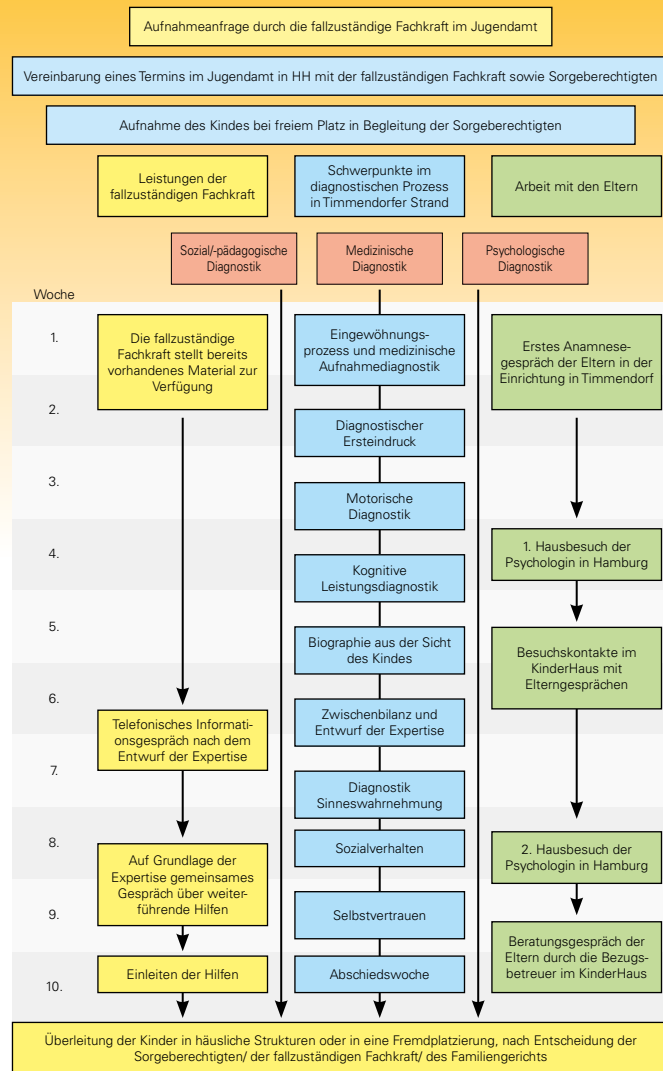 Aufnahmeanfrage durch die fallzuständige Fachkraft im Jugendamt
Vereinbarung eines Termins im Jugendamt in HH mit der fallzuständigen Fachkraft sowie Sorgeberechtigten
Aufnahme des Kindes bei freiem Platz in Begleitung der Sorgeberechtigten
Leistungen der
fallzuständigen Fachkraft
Schwerpunkte im
diagnostischen Prozess
in Timmendorfer Strand
Arbeit mit den Eltern
Sozial/-pädagogische
Diagnostik
Medizinische
Diagnostik
Psychologische
Diagnostik
Woche
1.
Die fallzuständige
Fachkraft stellt bereits
vorhandenes Material zur
Verfügung
Eingewöhnungs-
prozess und medizinische
Aufnahmediagnostik
Erstes Anamnese-
gespräch der Eltern in der
Einrichtung in Timmendorf
2.
Diagnostischer
Ersteindruck
3.
Motorische
Diagnostik
4.
Kognitive
Leistungsdiagnostik
1. Hausbesuch der
Psychologin in Hamburg
5.
Biographie aus der Sicht
des Kindes
Besuchskontakte im
KinderHaus mit
Elterngesprächen
6.
Telefonisches Informati-
onsgespräch nach dem
Entwurf der Expertise
Zwischenbilanz und
Entwurf der Expertise
7.
Diagnostik
Sinneswahrnehmung
8.
Auf Grundlage der
Expertise gemeinsames
Gespräch über weiter-
führende Hilfen
Sozialverhalten
2. Hausbesuch der
Psychologin in Hamburg
9.
Selbstvertrauen
Beratungsgespräch der
Eltern durch die Bezugs-
betreuer im KinderHaus
10.
Einleiten der Hilfen
Abschiedswoche
Überleitung der Kinder in häusliche Strukturen oder in eine Fremdplatzierung, nach Entscheidung der
Sorgeberechtigten/ der fallzuständigen Fachkraft/ des Familiengerichts